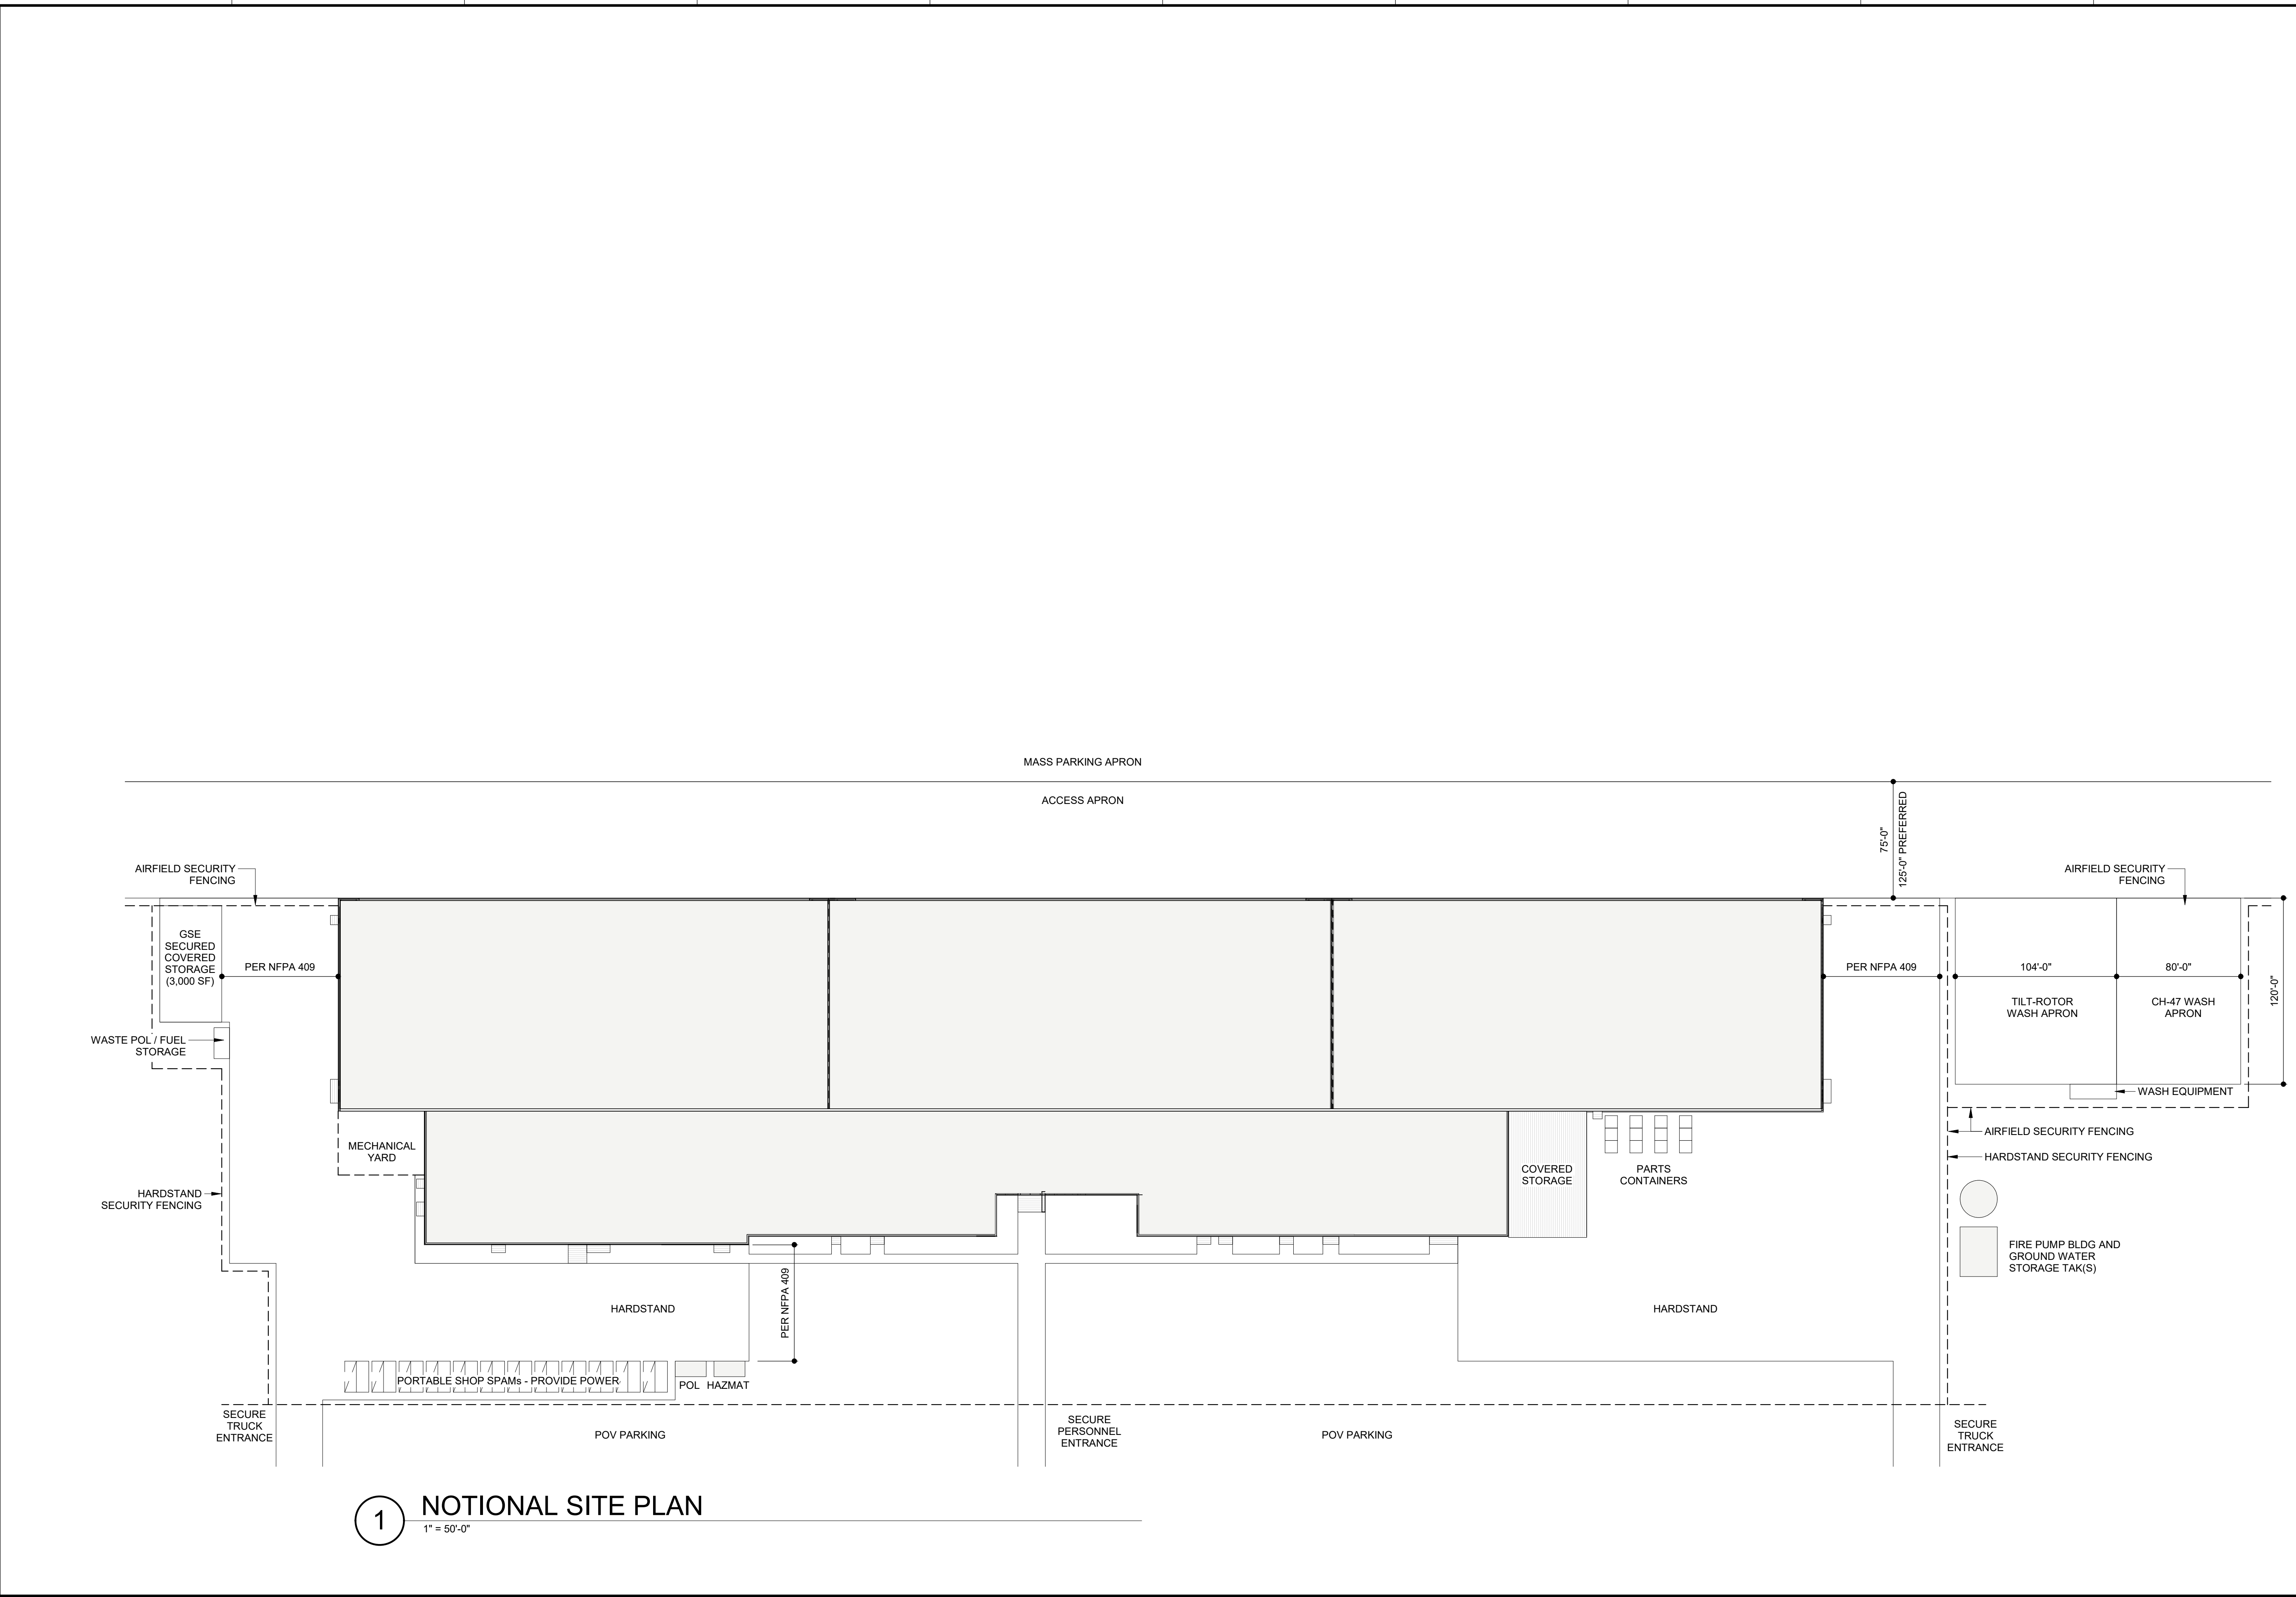 MASS PARKING APRON
ACCESS APRON
75'-0"
125'-0" PREFERRED
AIRFIELD SECURITY
FENCING
AIRFIELD SECURITY
FENCING
GSE
SECURED
COVERED
STORAGE
(3,000 SF)
PER NFPA 409
PER NFPA 409
104'-0"
80'-0"
120'-0"
TILT-ROTOR
WASH APRON
CH-47 WASH
APRON
WASTE POL / FUEL
STORAGE
WASH EQUIPMENT
MECHANICAL
YARD
AIRFIELD SECURITY FENCING
HARDSTAND SECURITY FENCING
COVERED
STORAGE
PARTS
CONTAINERS
HARDSTAND
SECURITY FENCING
FIRE PUMP BLDG AND
GROUND WATER
STORAGE TAK(S)
PER NFPA 409
HARDSTAND
HARDSTAND
PORTABLE SHOP SPAMs - PROVIDE POWER
POL
HAZMAT
SECURE
TRUCK
ENTRANCE
POV PARKING
SECURE
PERSONNEL
ENTRANCE
POV PARKING
SECURE
TRUCK
ENTRANCE
1
NOTIONAL SITE PLAN
1" = 50'-0"